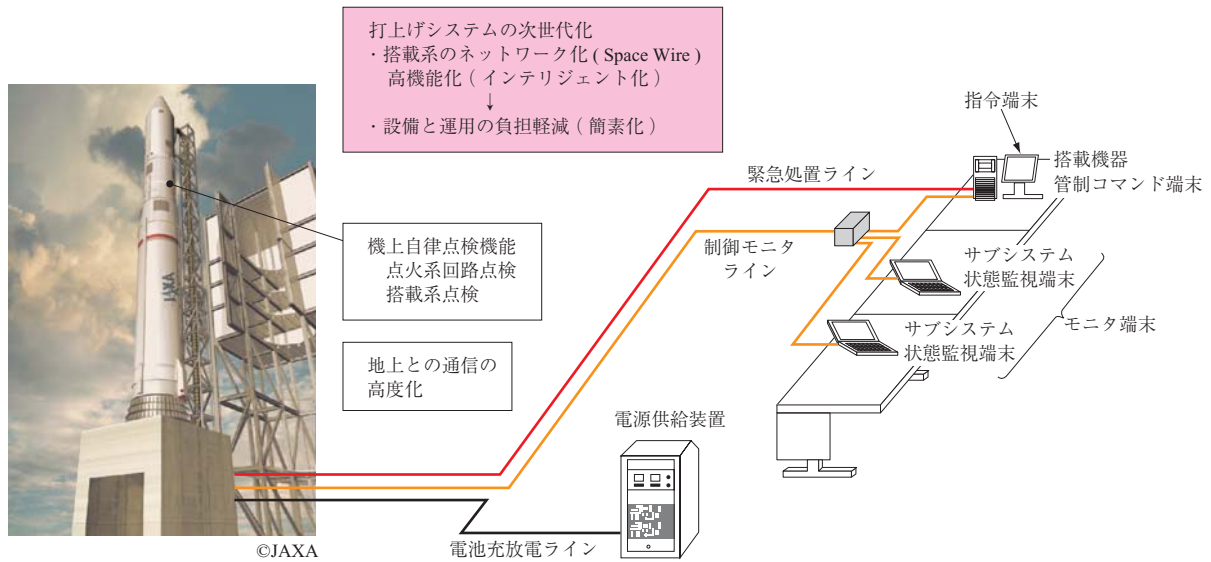 打上げシステムの次世代化
・搭載系のネットワーク化 ( Space Wire )
高機能化 ( インテリジェント化 )
↓
・設備と運用の負担軽減 ( 簡素化 )
機上自律点検機能
点火系回路点検
搭載系点検
地上との通信の
高度化
JAXA
©JAXA
緊急処置ライン
制御モニタ
ライン
指令端末
搭載機器
管制コマンド端末
サブシステム
状態監視端末
サブシステム
状態監視端末
モニタ端末
電源供給装置
電池充放電ライン